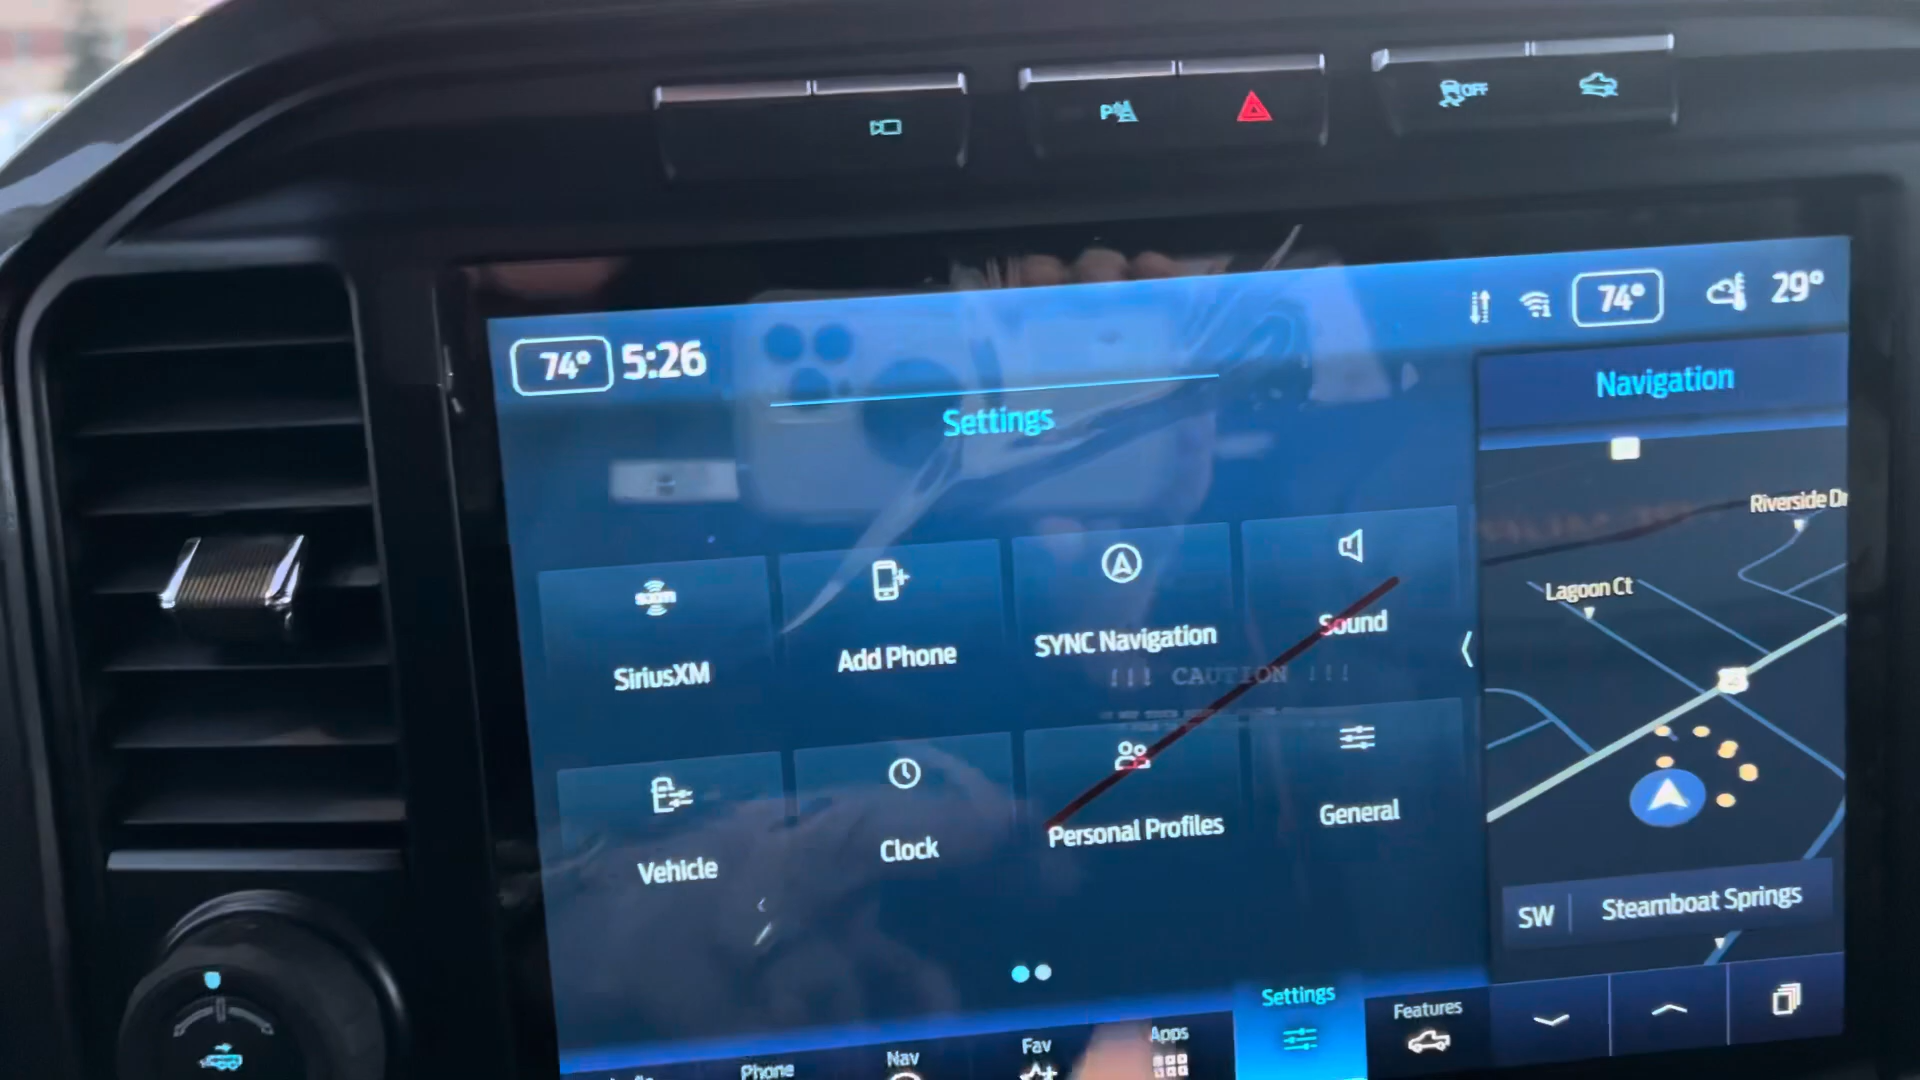 P
OFF
74° 5:26
74° 29°
Settings
Navigation
Riverside Dr
Lagoon Ct
sxm
SiriusXM
Add Phone
SYNC Navigation
Sound
!!! CAUTION !!!
Vehicle
Clock
Personal Profiles
General
SW
Steamboat Springs
Phone
Nav
Fav
Apps
Settings
Features